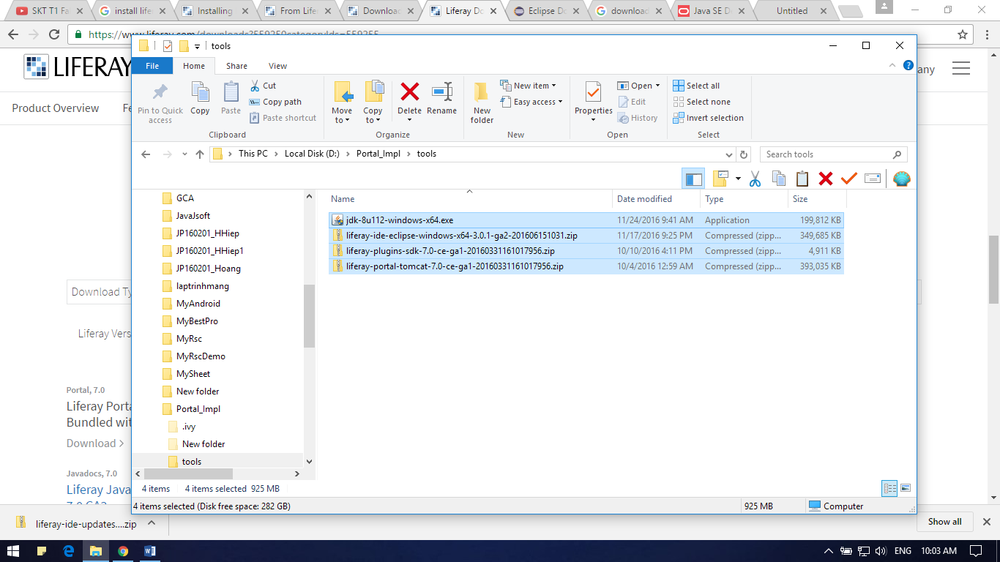 SKT T1 Fa
install life
Installing
From Life
Download
Liferay Do
Eclipse Do
download
Java SE De
Untitled
https://www.liferay.com/downloads?5592509categoryIds=559255
LIFERAY
any
Product Overview
Fe
Download Ty
Liferay Vers
Portal, 7.0
Liferay Porta
Bundled wit
Download >
Javadocs, 7.0
Liferay Java
tools
File
Home
Share
View
Pin to Quick access
Copy
Paste
Cut
Copy path
Paste shortcut
Clipboard
Move to
Copy to
Delete
Rename
Organize
New folder
New item
Easy access
New
Properties
Open
Edit
History
Open
Select all
Select none
Invert selection
Select
This PC > Local Disk (D:) > Portal_Impl > tools
Search tools
GCA
JavaJsoft
JP160201_HHiep
JP160201_HHiep1
JP160201_Hoang
laptrinhmang
MyAndroid
MyBestPro
MyRsc
MyRscDemo
MySheet
New folder
Portal_Impl
.ivy
New folder
tools
Name Date modified Type Size
jdk-8u112-windows-x64.exe 11/24/2016 9:41 AM Application 199,812 KB
liferay-ide-eclipse-windows-x64-3.0.1-ga2-201606151031.zip 11/17/2016 9:25 PM Compressed (zipp... 349,685 KB
liferay-plugins-sdk-7.0-ce-ga1-20160331161017956.zip 10/10/2016 4:11 PM Compressed (zipp... 4,911 KB
liferay-portal-tomcat-7.0-ce-ga1-20160331161017956.zip 10/4/2016 12:59 AM Compressed (zipp... 393,035 KB
4 items 4 items selected 925 MB
4 items selected (Disk free space: 282 GB) 925 MB Computer
liferay-ide-updates....zip
Show all
ENG 10:03 AM